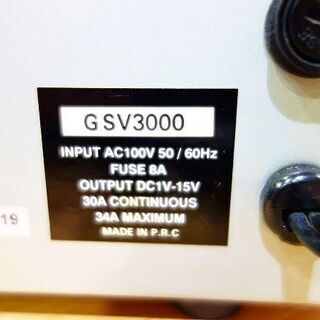 GSV3000
INPUT AC100V 50 / 60Hz
FUSE 8A
OUTPUT DC1V-15V
30A CONTINUOUS
34A MAXIMUM
MADE IN P.R.C
19